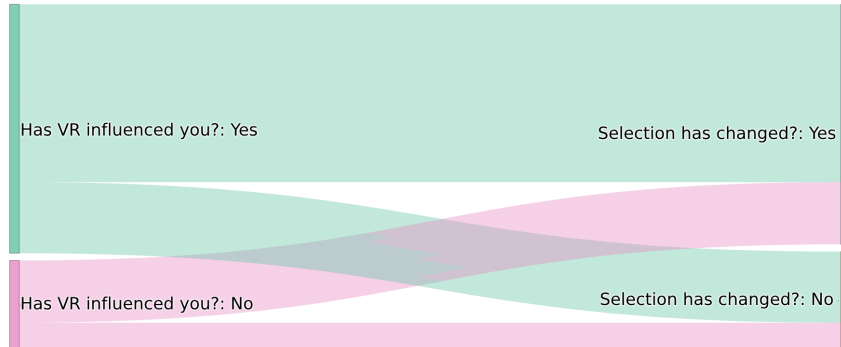 Has VR influenced you?: Yes
Selection has changed?: Yes
Has VR influenced you?: No
Selection has changed?: No